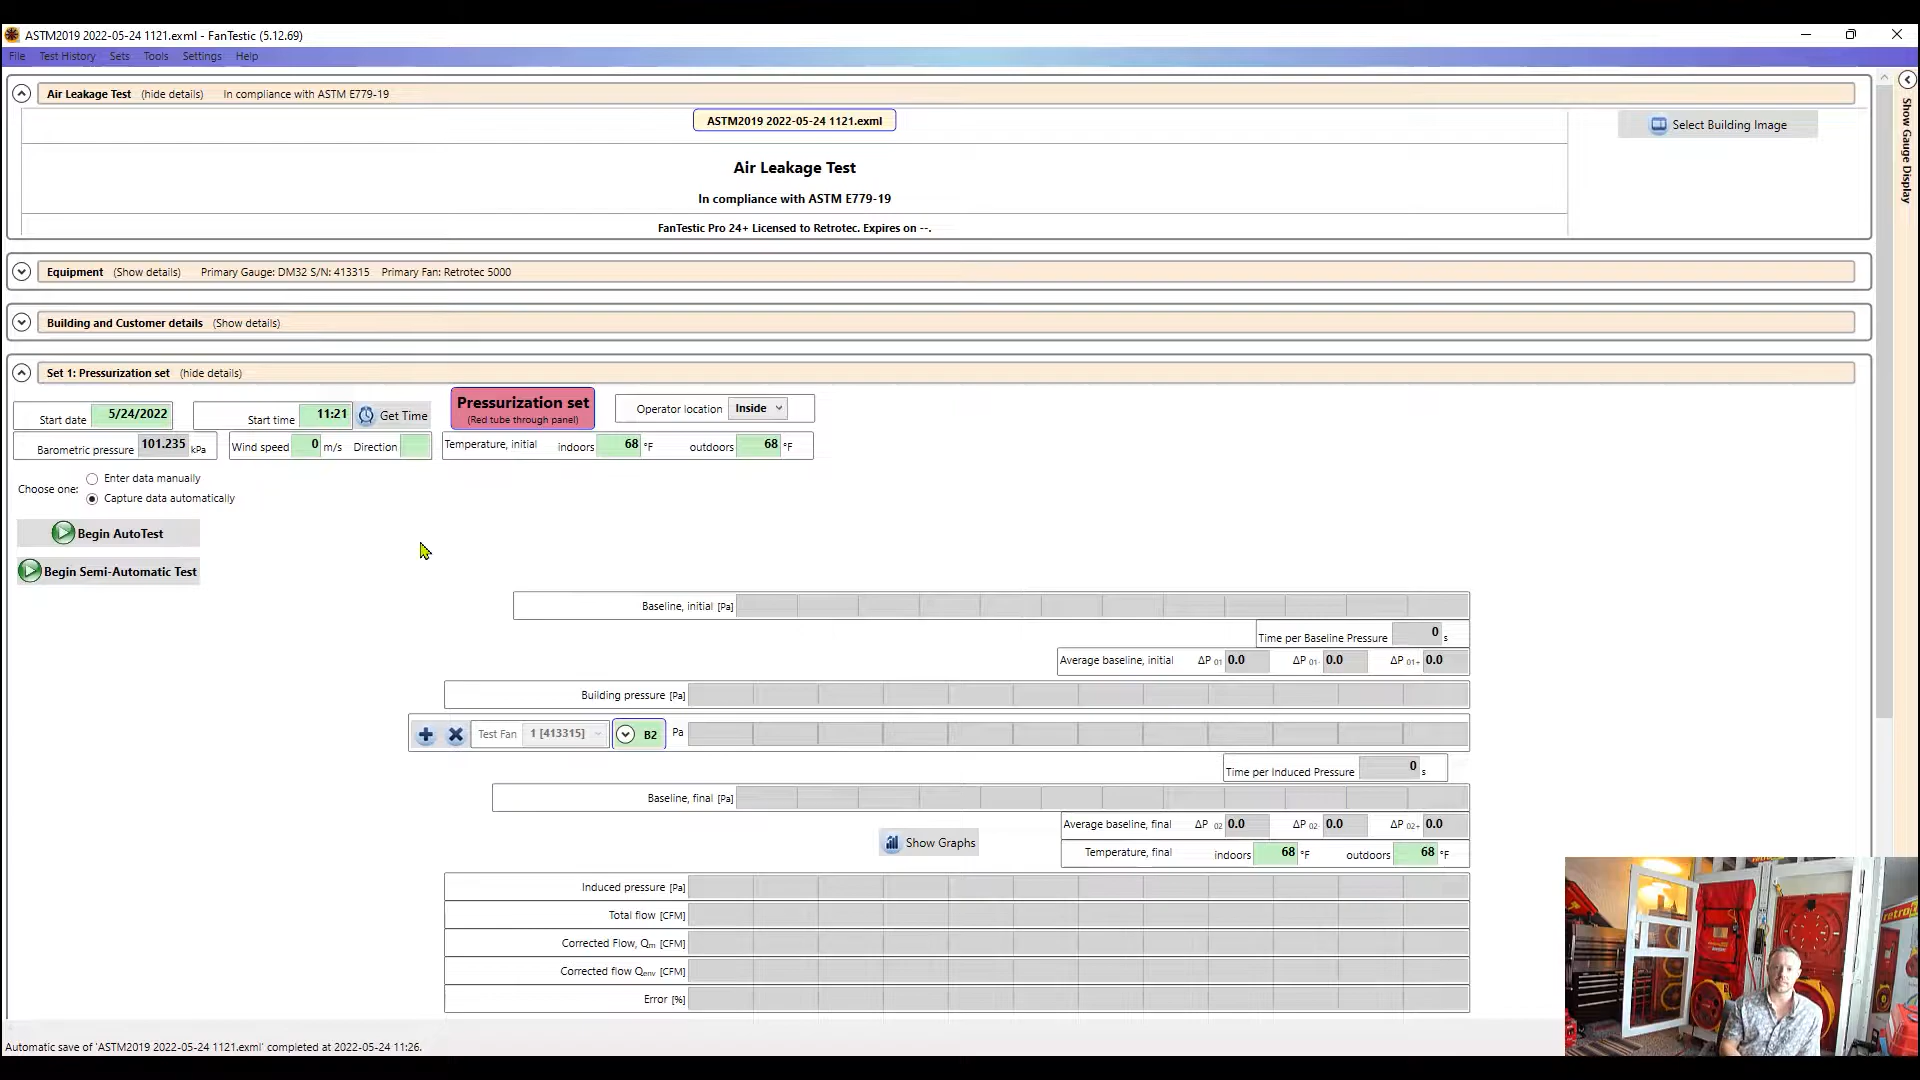 ASTM2019 2022-05-24 1121.exml - FanTestic (5.12.69)
File Test History Sets Tools Settings Help
Air Leakage Test (hide details) In compliance with ASTM E779-19
ASTM2019 2022-05-24 1121.exml
Select Building Image
Show Gauge Display
Air Leakage Test
In compliance with ASTM E779-19
FanTestic Pro 24+ Licensed to Retrotec. Expires on --.
Equipment (Show details) Primary Gauge: DM32 S/N: 413315 Primary Fan: Retrotec 5000
Building and Customer details (Show details)
Set 1: Pressurization set (hide details)
Start date 5/24/2022 Start time 11:21 Get Time
Pressurization set
(Red tube through panel)
Operator location Inside
Barometric pressure 101.235 kPa Wind speed 0 m/s Direction Temperature, initial indoors 68 °F outdoors 68 °F
Choose one:
Enter data manually
Capture data automatically
Begin AutoTest
Begin Semi-Automatic Test
Baseline, initial [Pa]
Time per Baseline Pressure 0 s
Average baseline, initial ΔP 01 0.0 ΔP 01- 0.0 ΔP 01+ 0.0
Building pressure [Pa]
Test Fan 1 [413315] B2 Pa
Time per Induced Pressure 0 s
Baseline, final [Pa]
Show Graphs
Average baseline, final ΔP 02 0.0 ΔP 02- 0.0 ΔP 02+ 0.0
Temperature, final indoors 68 °F outdoors 68 °F
Induced pressure [Pa]
Total flow [CFM]
Corrected Flow, Qm [CFM]
Corrected flow Qenv [CFM]
Error [%]
Automatic save of 'ASTM2019 2022-05-24 1121.exml' completed at 2022-05-24 11:26.